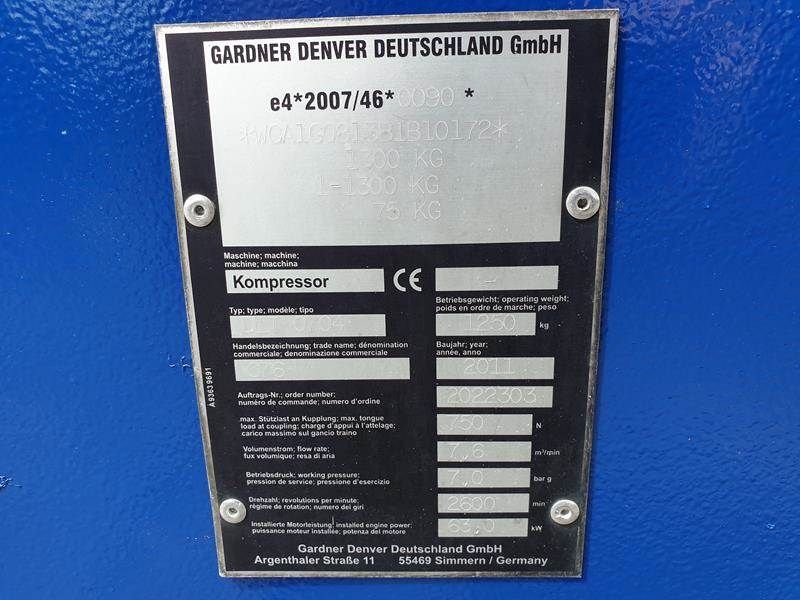 GARDNER DENVER DEUTSCHLAND GmbH
e4*2007/46*0090 *
1300 KG
1-1300 KG
75 KG
Maschine; machine;
machine; macchina
Kompressor
CE
Betriebsgewicht; operating weight;
poids en ordre de marche; peso
Typ: type; modèle; tipo
1250 kg
Handelsbezeichnung; trade name; dénomination
commerciale; denominazione commerciale
Baujahr; year;
année, anno
C76
2011
Auftrags-Nr.; order number;
numéro de commande; numero d'ordine
2022303
max. Stützlast an Kupplung; max. tongue
load at coupling; charge d'appui à l'attelage;
carico massimo sul gancio traino
750 N
Volumenstrom; flow rate;
fux volumique; resa di aria
7,6 m³/min
Betriebsdruck; working pressure;
pression de service; pressione d'esercizio
7,0 bar g
Drehzahl; revolutions per minute;
régime de rotation; numero dei giri
2800 min
Installierte Motorleistung; installed engine power;
puissance moteur installée; potenza del motore
63,0 kW
A93639691
Gardner Denver Deutschland GmbH
Argenthaler Straße 11 55469 Simmern / Germany